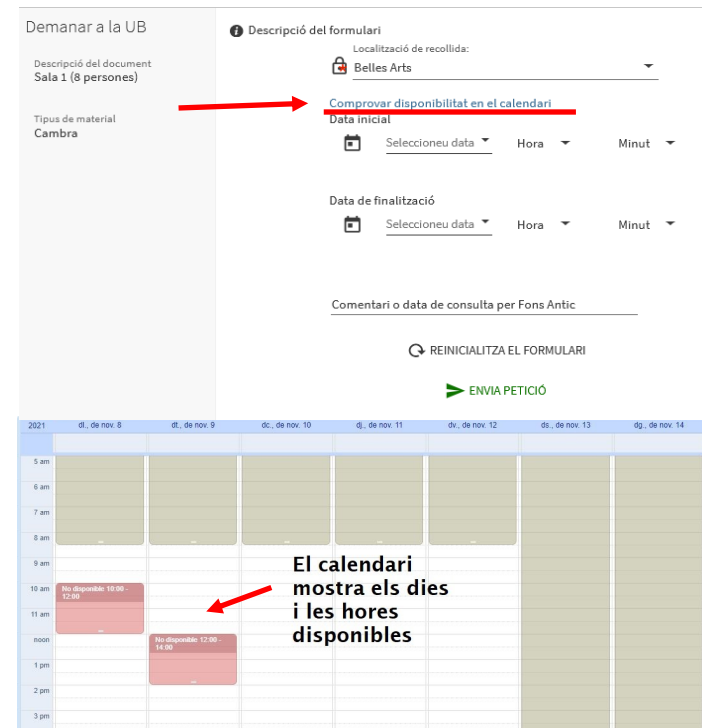 Demanar a la UB
Descripció del document
Sala 1 (8 persones)
Tipus de material
Cambra
Descripció del formulari
Localització de recollida:
Belles Arts
Comprovar disponibilitat en el calendari
Data inicial
Seleccioneu data Hora Minut
Data de finalització
Seleccioneu data Hora Minut
Comentari o data de consulta per Fons Antic
REINICIALITZA EL FORMULARI
ENVIA PETICIÓ
2021 dl., de nov. 8 dt., de nov. 9 dc., de nov. 10 dj., de nov. 11 dv., de nov. 12 ds., de nov. 13 dg., de nov. 14
5 am
6 am
7 am
8 am
9 am
10 am
11 am
noon
1 pm
2 pm
3 pm
No disponible 10:00 -
12:00
No disponible 12:00 -
14:00
El calendari
mostra els dies
i les hores
disponibles